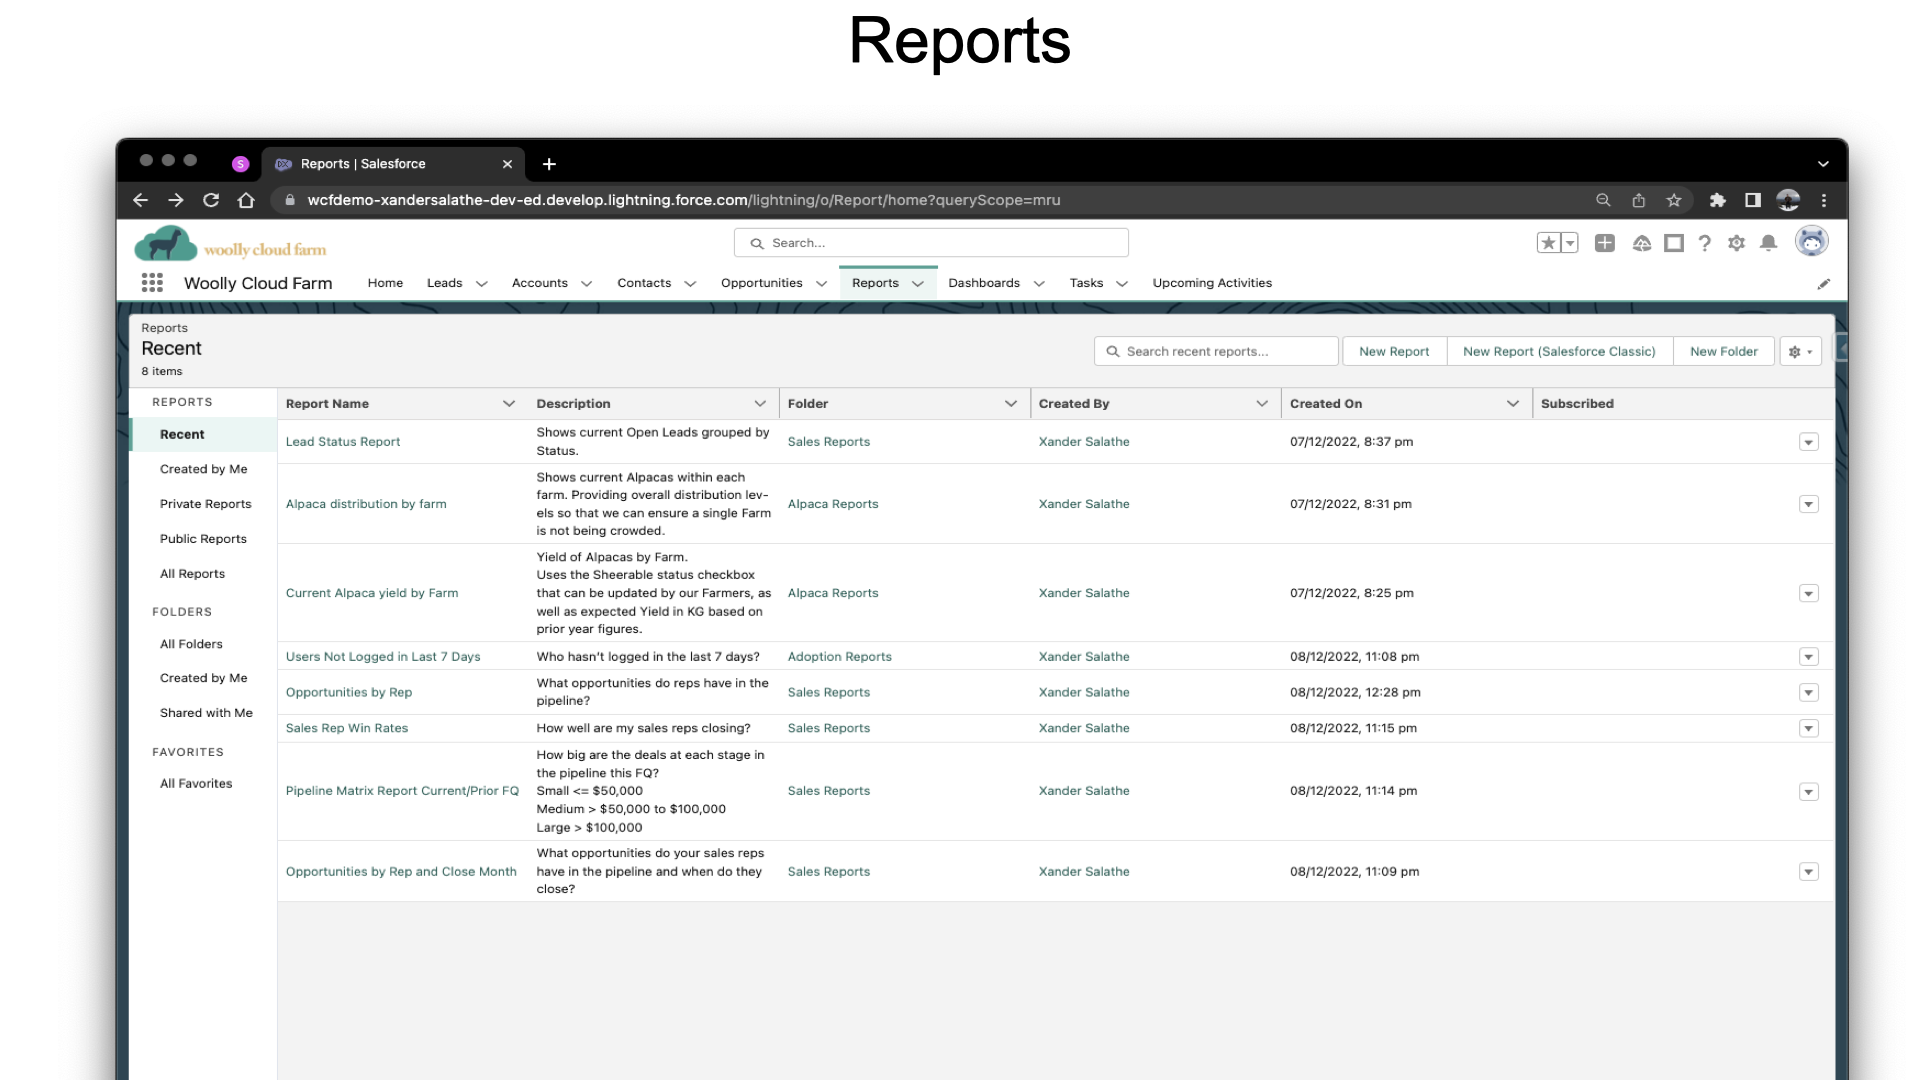 Reports
S
Reports | Salesforce
wcfdemo-xandersalathe-dev-ed.develop.lightning.force.com/lightning/o/Report/home?queryScope=mru
woolly cloud farm
Search...
Woolly Cloud Farm
Home
Leads
Accounts
Contacts
Opportunities
Reports
Dashboards
Tasks
Upcoming Activities
Reports
Recent
8 items
Search recent reports...
New Report
New Report (Salesforce Classic)
New Folder
REPORTS
Recent
Created by Me
Private Reports
Public Reports
All Reports
FOLDERS
All Folders
Created by Me
Shared with Me
FAVORITES
All Favorites
Report Name
Description
Folder
Created By
Created On
Subscribed
Lead Status Report
Shows current Open Leads grouped by
Status.
Sales Reports
Xander Salathe
07/12/2022, 8:37 pm
Alpaca distribution by farm
Shows current Alpacas within each
farm. Providing overall distribution lev-
els so that we can ensure a single Farm
is not being crowded.
Alpaca Reports
Xander Salathe
07/12/2022, 8:31 pm
Current Alpaca yield by Farm
Yield of Alpacas by Farm.
Uses the Sheerable status checkbox
that can be updated by our Farmers, as
well as expected Yield in KG based on
prior year figures.
Alpaca Reports
Xander Salathe
07/12/2022, 8:25 pm
Users Not Logged in Last 7 Days
Who hasn't logged in the last 7 days?
Adoption Reports
Xander Salathe
08/12/2022, 11:08 pm
Opportunities by Rep
What opportunities do reps have in the
pipeline?
Sales Reports
Xander Salathe
08/12/2022, 12:28 pm
Sales Rep Win Rates
How well are my sales reps closing?
Sales Reports
Xander Salathe
08/12/2022, 11:15 pm
Pipeline Matrix Report Current/Prior FQ
How big are the deals at each stage in
the pipeline this FQ?
Small <= $50,000
Medium > $50,000 to $100,000
Large > $100,000
Sales Reports
Xander Salathe
08/12/2022, 11:14 pm
Opportunities by Rep and Close Month
What opportunities do your sales reps
have in the pipeline and when do they
close?
Sales Reports
Xander Salathe
08/12/2022, 11:09 pm